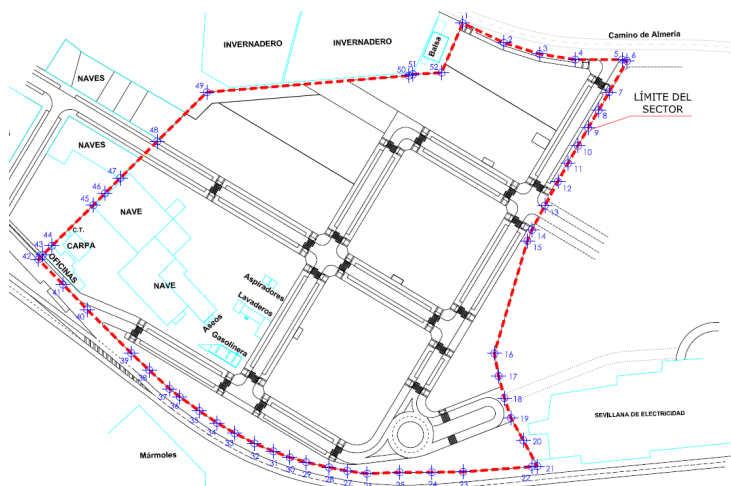 1
2
3
4
5 6
Camino de Almería
INVERNADERO
INVERNADERO
Balsa
51
50
52
NAVES
49
7
LÍMITE DEL
SECTOR
8
9
10
11
12
13
14
15
48
NAVES
47
46
45
NAVE
C.T.
44
43
CARPA
42
OFICINAS
41
NAVE
Aspiradores
Lavaderos
40
Aseos
Gasolinera
39
38
37
36
35
34
33
32
31
30
29
28
27
24
23
16
17
18
19
20
SEVILLANA DE ELECTRICIDAD
21
22
Mármoles